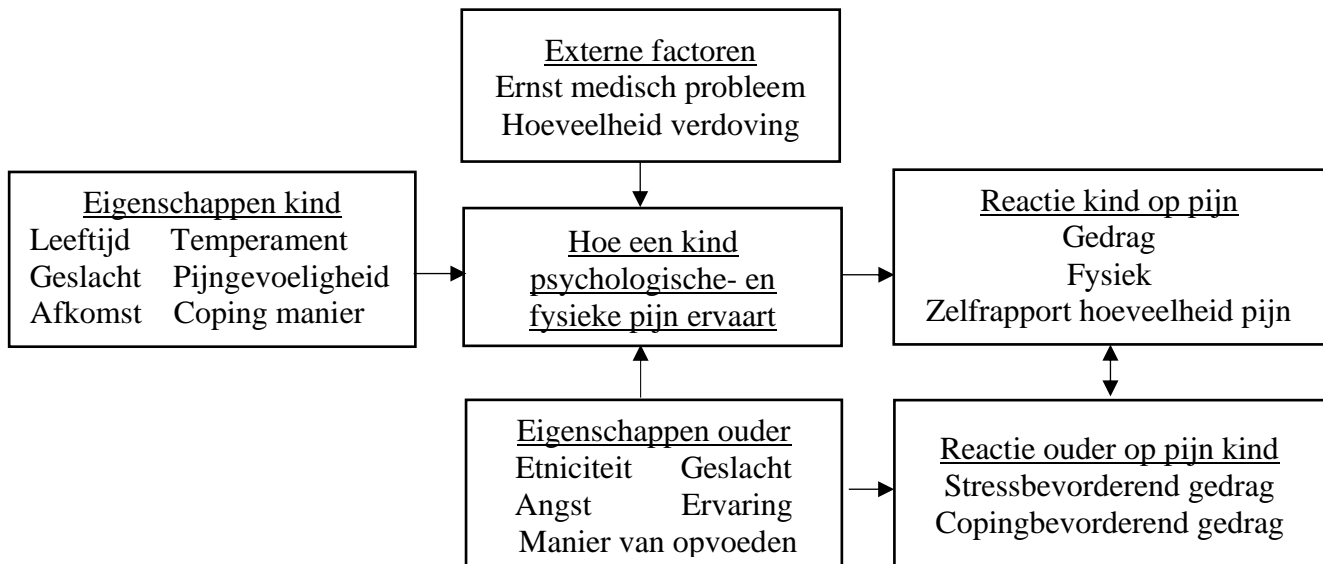 Externe factoren
Ernst medisch probleem
Hoeveelheid verdoving
Eigenschappen kind
Leeftijd Temperament
Geslacht Pijngevoeligheid
Afkomst Coping manier
Hoe een kind
psychologische- en
fysieke pijn ervaart
Reactie kind op pijn
Gedrag
Fysiek
Zelfrapport hoeveelheid pijn
Eigenschappen ouder
Etniciteit Geslacht
Angst Ervaring
Manier van opvoeden
Reactie ouder op pijn kind
Stressbevorderend gedrag
Copingbevorderend gedrag